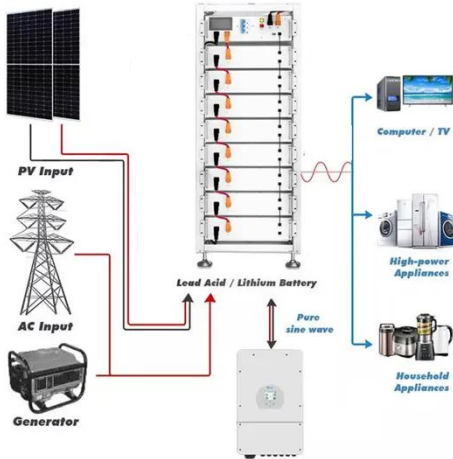 PV Input
Computer / TV
Lead Acid / Lithium Battery
High-power
Appliances
AC Input
Pure
sine wave
Household
Appliances
Generator